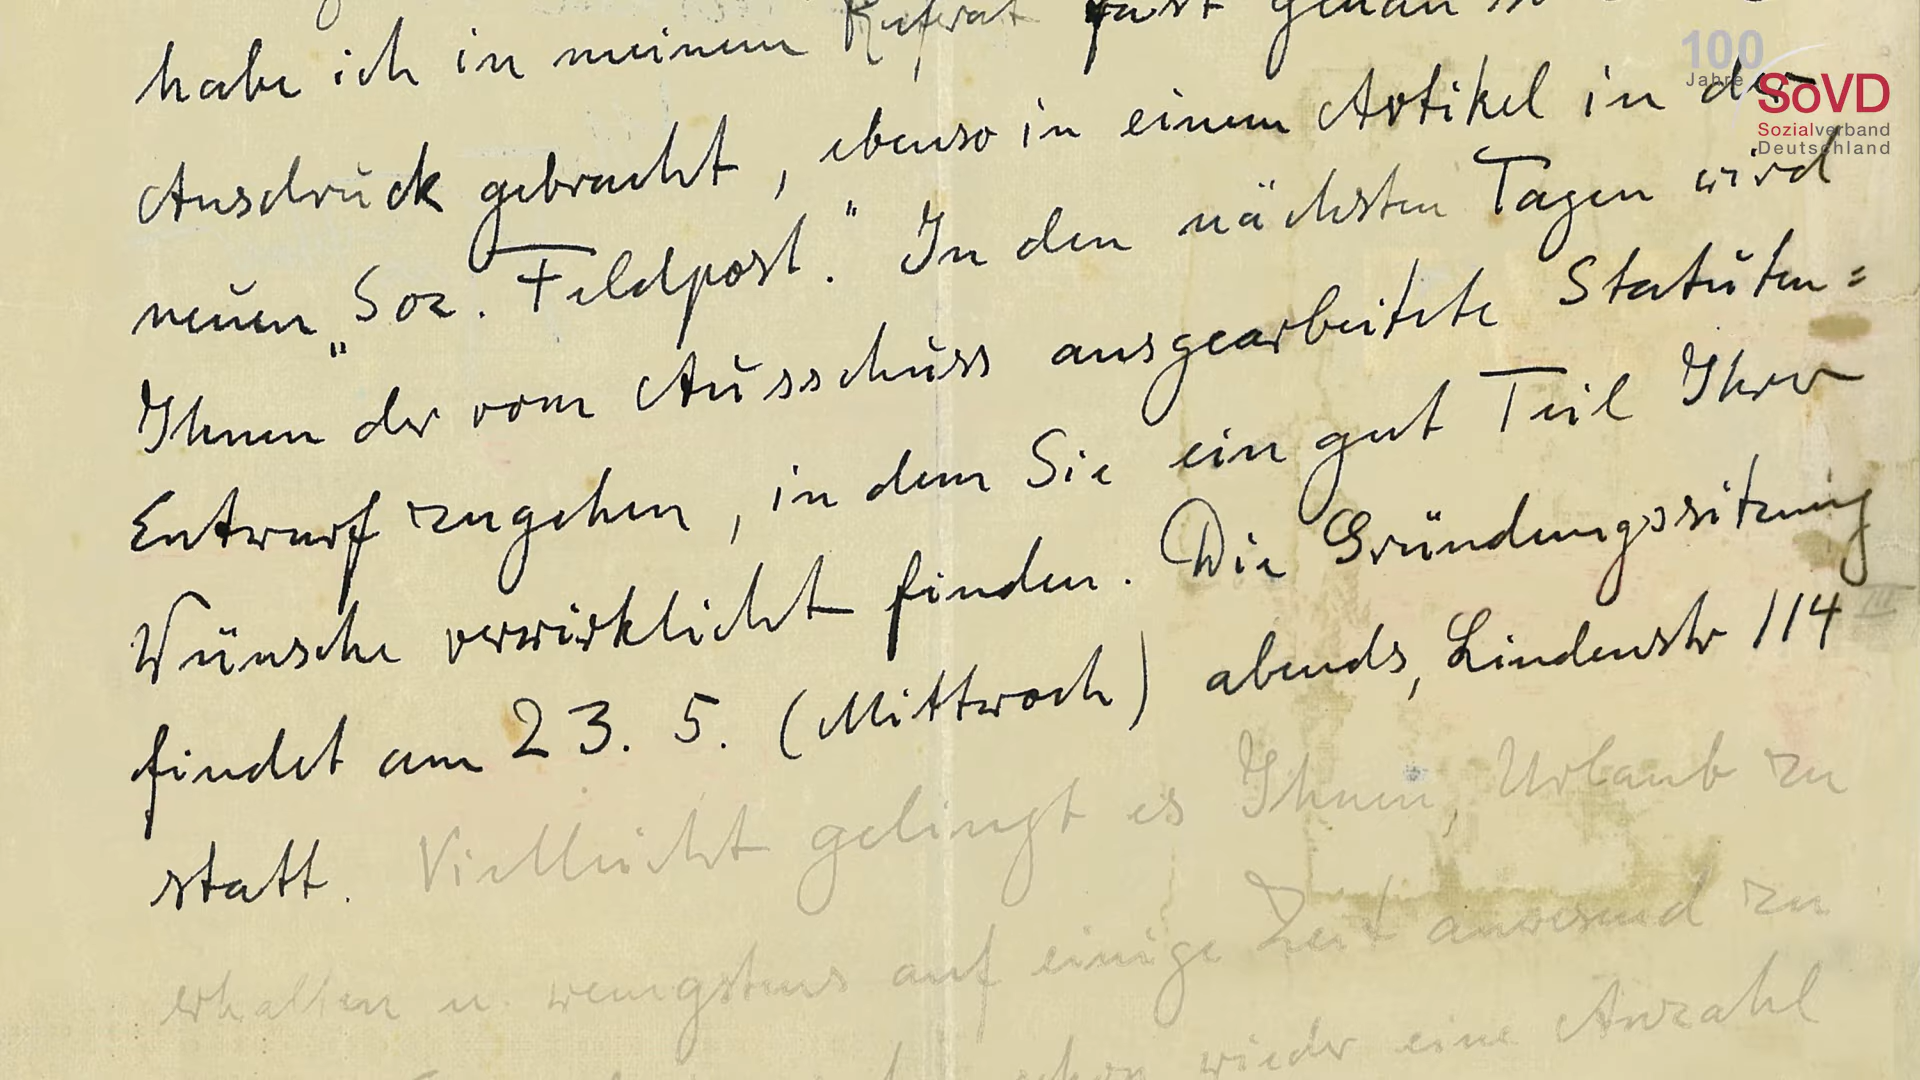 habe ich in meinem Referat fast genau so
Ausdruck gebracht, ebenso in einem Artikel in der
neuen „Soz. Feldpost." In den nächsten Tagen wird
Ihnen der vom Ausschuss ausgearbeitete Statuten=
Entwurf zugehen, in dem Sie ein gut Teil Ihrer
Wünsche verwirklicht finden. Die Gründungssitzung
findet am 23. 5. (Mittwoch) abends, Lindenstr 114
statt. Vielleicht gelingt es Ihnen, Urlaub zu
erhalten u. wenigstens auf einige Zeit anwesend zu
schon wieder eine Anzahl
100
Jahre
SoVD
Sozialverband
Deutschland